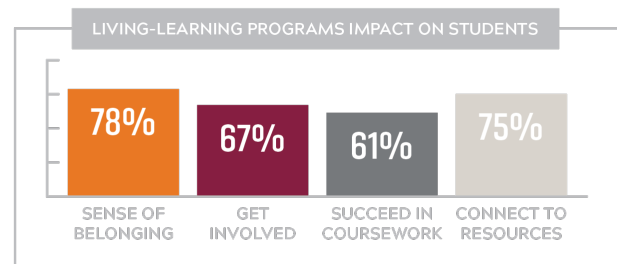 LIVING-LEARNING PROGRAMS IMPACT ON STUDENTS
78%
67%
61%
75%
SENSE OF
BELONGING
GET
INVOLVED
SUCCEED IN
COURSEWORK
CONNECT TO
RESOURCES